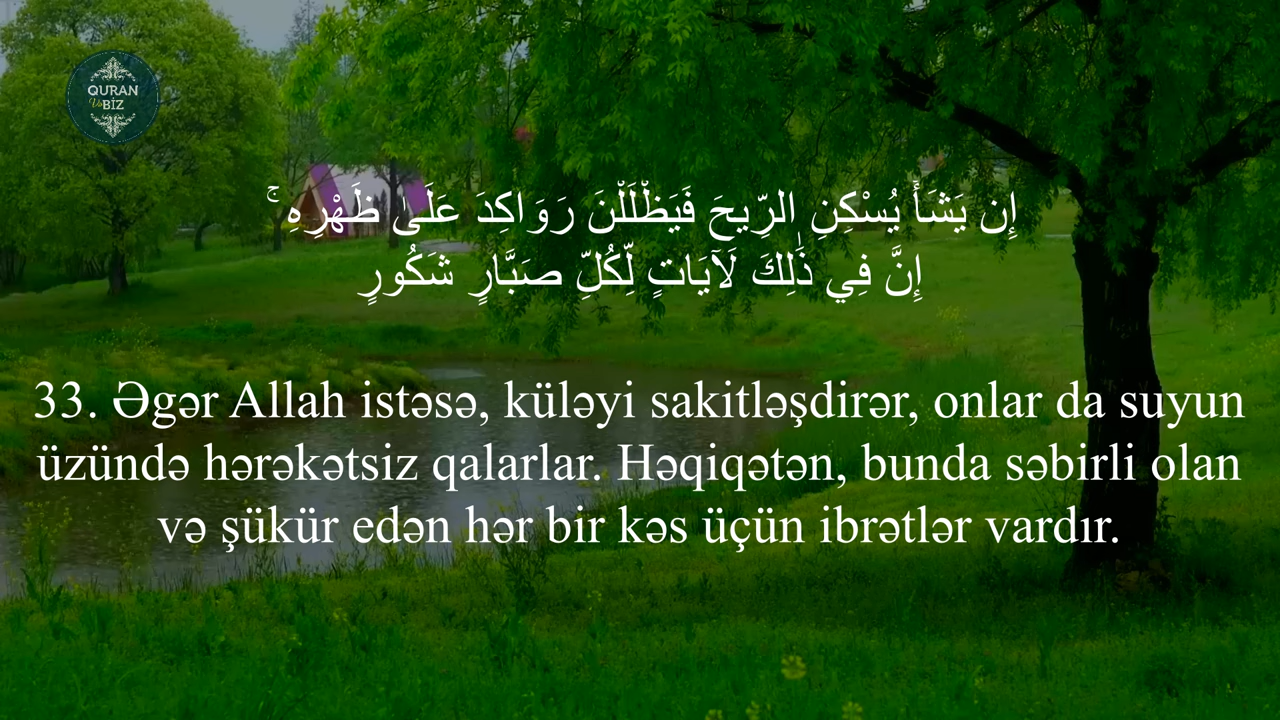 QURAN
Və
BİZ
إِن يَشَأْ يُسْكِنِ الرِّيحَ فَيَظْلَلْنَ رَوَاكِدَ عَلَىٰ ظَهْرِهِ ۚ
إِنَّ فِي ذَٰلِكَ لَآيَاتٍ لِّكُلِّ صَبَّارٍ شَكُورٍ
33. Əgər Allah istəsə, küləyi sakitləşdirər, onlar da suyun
üzündə hərəkətsiz qalarlar. Həqiqətən, bunda səbirli olan
və şükür edən hər bir kəs üçün ibrətlər vardır.